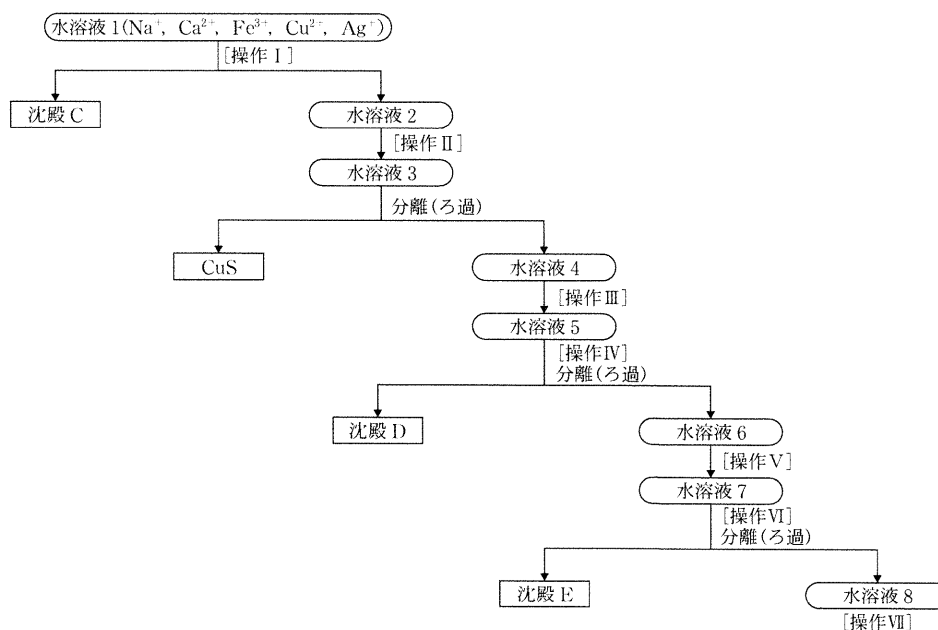 水溶液1(Na⁺, Ca²⁺, Fe³⁺, Cu²⁺, Ag⁺)
[操作Ⅰ]
沈殿C
水溶液2
[操作Ⅱ]
水溶液3
分離(ろ過)
CuS
水溶液4
[操作Ⅲ]
水溶液5
[操作Ⅳ]
分離(ろ過)
沈殿D
水溶液6
[操作Ⅴ]
水溶液7
[操作Ⅵ]
分離(ろ過)
沈殿E
水溶液8
[操作Ⅶ]